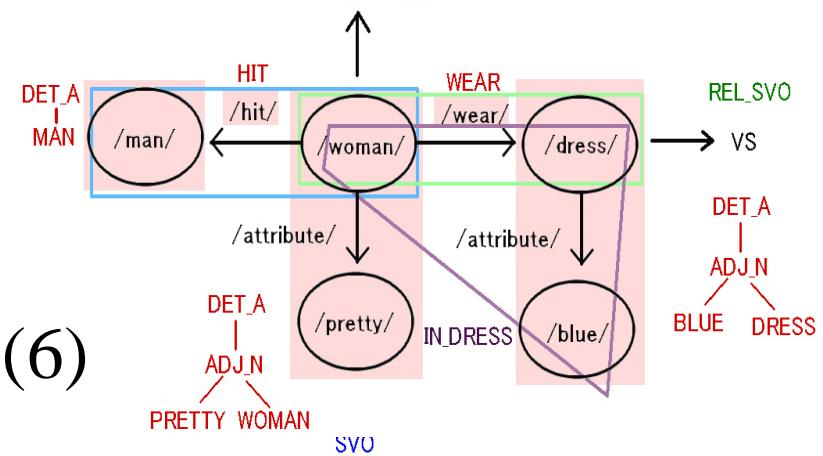 HIT
WEAR
DET_A
MAN
/hit/
/wear/
REL_SVO
/man/
/woman/
/dress/
VS
/attribute/
/attribute/
DET_A
ADJ_N
BLUE DRESS
DET_A
ADJ_N
PRETTY WOMAN
/pretty/
IN_DRESS
/blue/
(6)
SVO